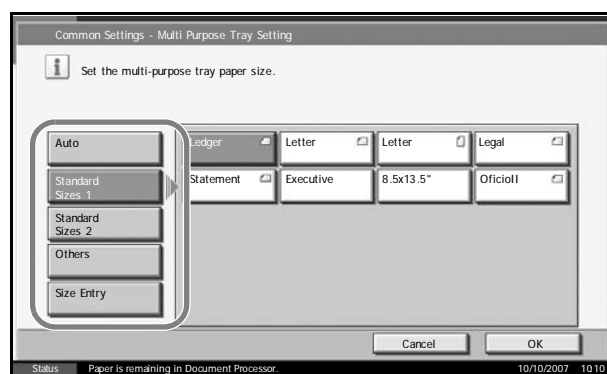 Common Settings - Multi Purpose Tray Setting
Set the multi-purpose tray paper size.
Auto
Standard
Sizes 1
Standard
Sizes 2
Others
Size Entry
Ledger
Letter
Letter
Legal
Statement
Executive
8.5x13.5"
OficioII
Cancel
OK
Status
Paper is remaining in Document Processor.
10/10/2007 10:10